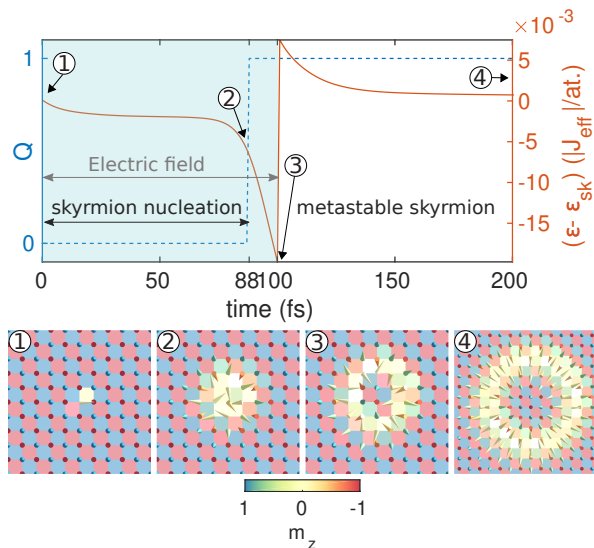 ×10⁻³
1
5
①
②
④
0
Q
Electric field
③
-5
skyrmion nucleation
metastable skyrmion
-10
-15
0
(ε- ε_sk) (|J_eff|/at.)
0 50 88 100 150 200
time (fs)
① ② ③ ④
1 0 -1
m_z